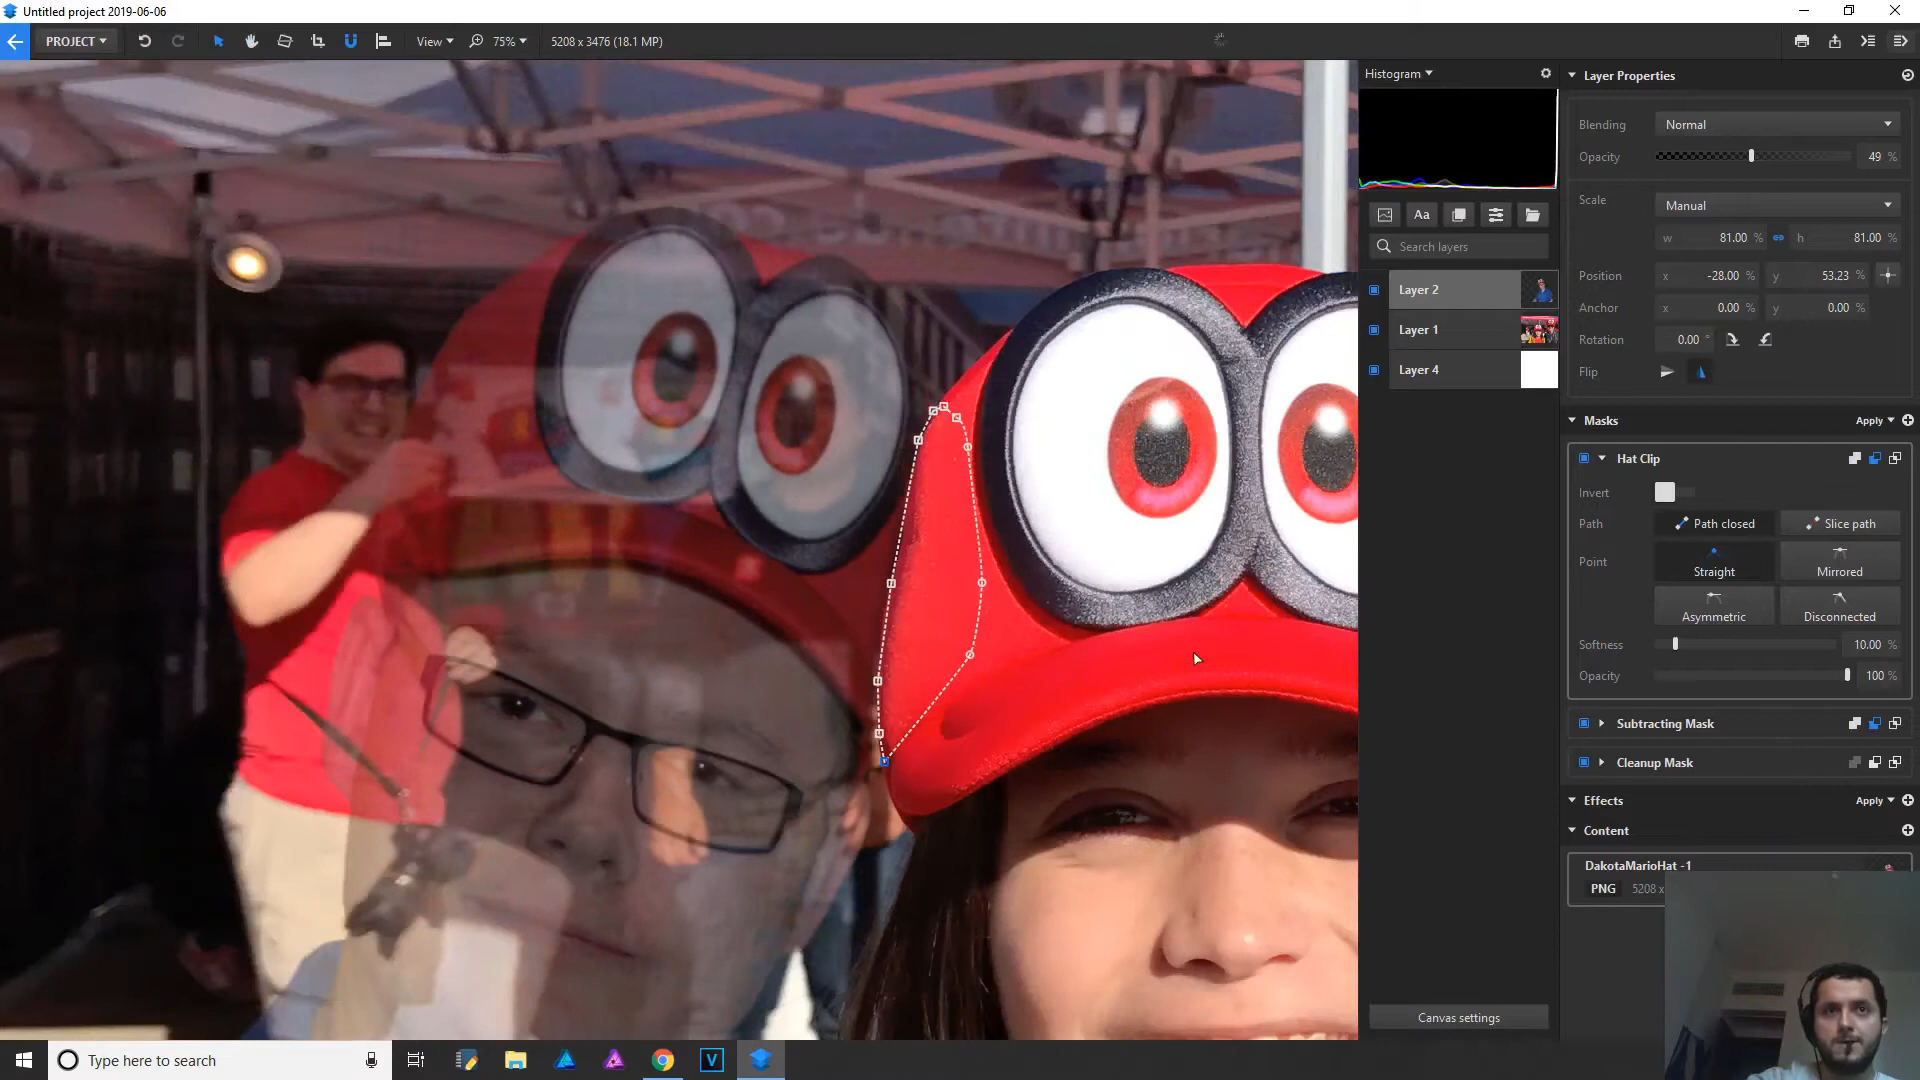 Untitled project 2019-06-06
PROJECT
View
75%
5208 x 3476 (18.1 MP)
Histogram
Aa
Search layers
Layer 2
Layer 1
Layer 4
Canvas settings
Layer Properties
Blending
Normal
Opacity
49 %
Scale
Manual
w 81.00 % h 81.00 %
Position x -28.00 % y 53.23 %
Anchor x 0.00 % y 0.00 %
Rotation 0.00 °
Flip
Masks
Apply
Hat Clip
Invert
Path
Path closed
Slice path
Point
Straight
Mirrored
Asymmetric
Disconnected
Softness
10.00 %
Opacity
100 %
Subtracting Mask
Cleanup Mask
Effects
Apply
Content
DakotaMarioHat -1
PNG 5208 x
Type here to search
V